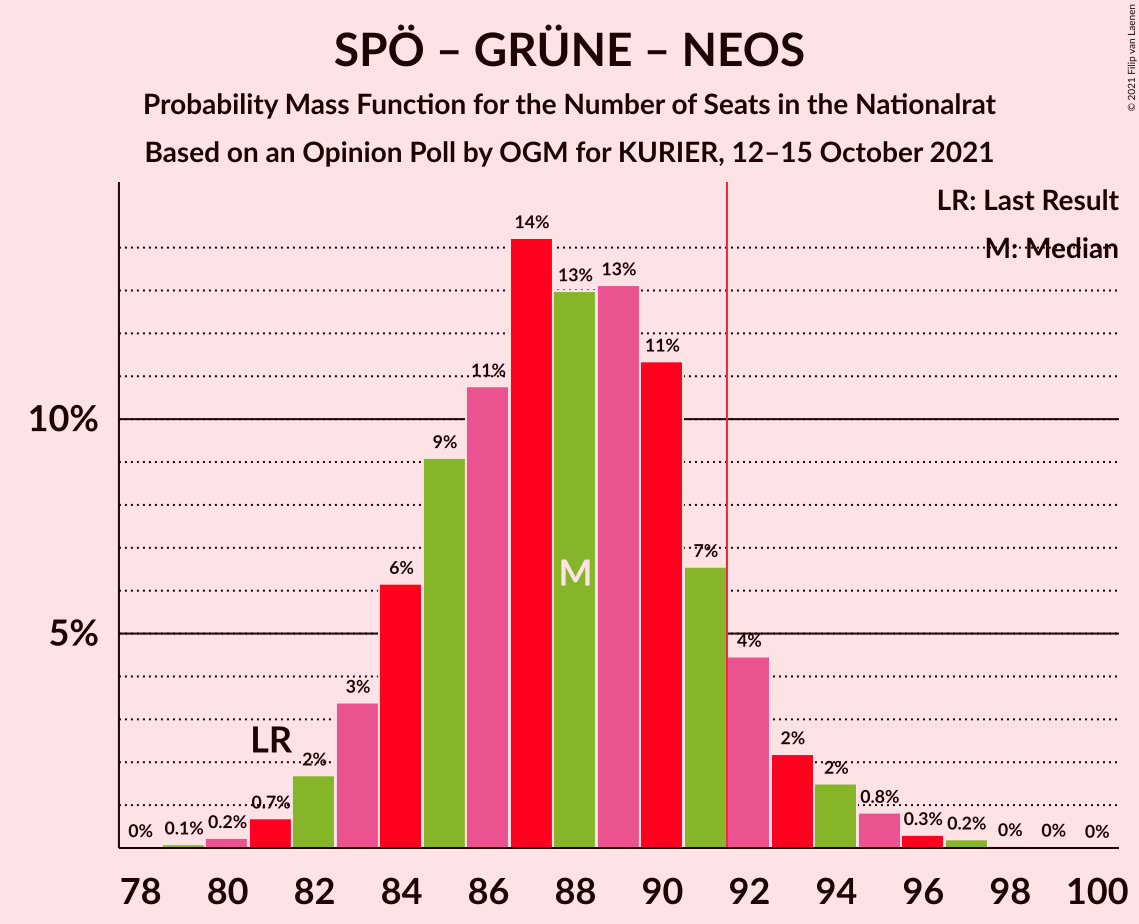 SPÖ – GRÜNE – NEOS
Probability Mass Function for the Number of Seats in the Nationalrat
Based on an Opinion Poll by OGM for KURIER, 12–15 October 2021
© 2021 Filip van Laenen
LR: Last Result
M: Median
10%
5%
0%
0.1%
0.2%
0.7%
LR
2%
3%
6%
9%
11%
14%
13%
M
13%
11%
7%
4%
2%
2%
0.8%
0.3%
0.2%
0%
0%
0%
78 80 82 84 86 88 90 92 94 96 98 100